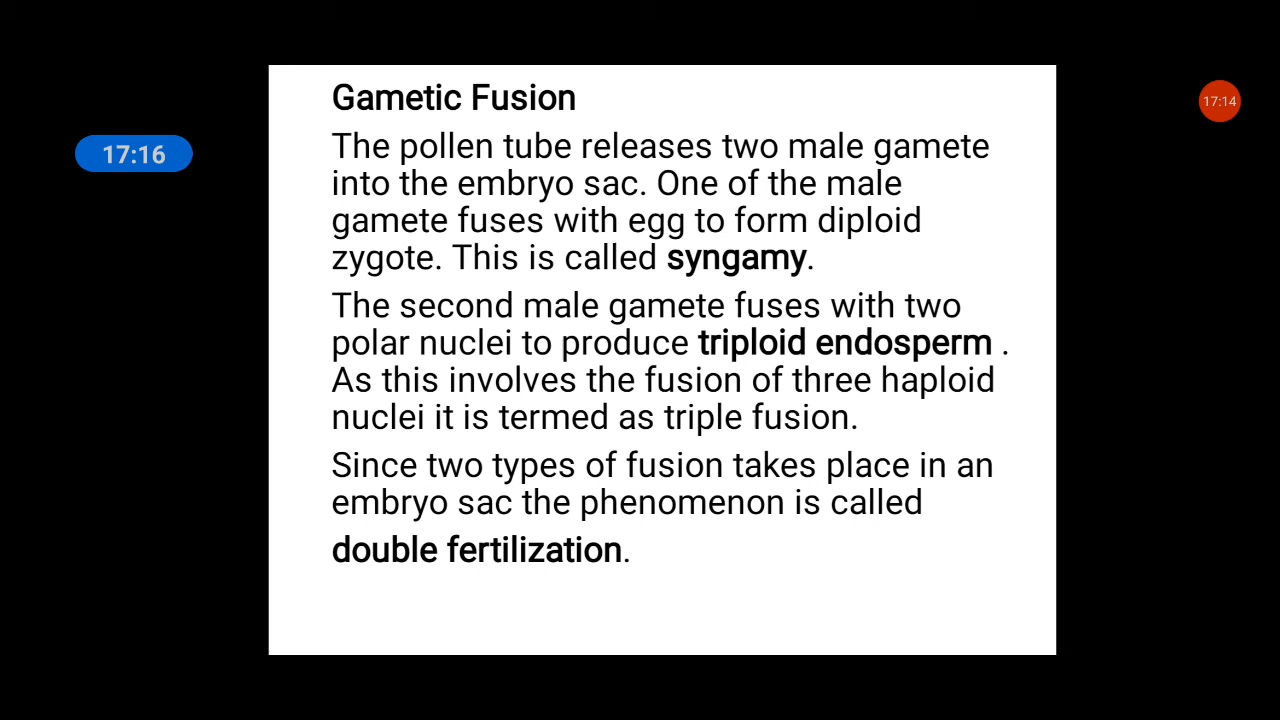 Gametic Fusion
17:14
The pollen tube releases two male gamete
17:16
into the embryo sac. One of the male
gamete fuses with egg to form diploid
zygote. This is called syngamy.
The second male gamete fuses with two
polar nuclei to produce triploid endosperm .
As this involves the fusion of three haploid
nuclei it is termed as triple fusion.
Since two types of fusion takes place in an
embryo sac the phenomenon is called
double fertilization.